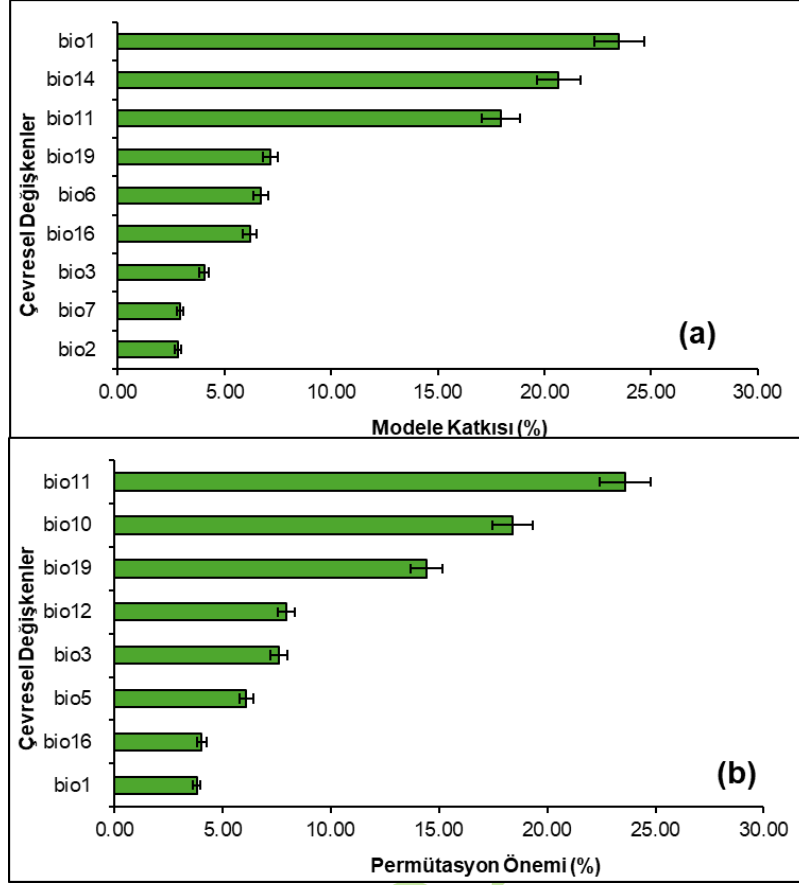 bio1
bio14
bio11
bio19
bio6
bio16
bio3
bio7
bio2
Çevresel Değişkenler
(a)
0.00 5.00 10.00 15.00 20.00 25.00 30.00
Modele Katkısı (%)
bio11
bio10
bio19
bio12
bio3
bio5
bio16
bio1
Çevresel Değişkenler
(b)
0.00 5.00 10.00 15.00 20.00 25.00 30.00
Permütasyon Önemi (%)